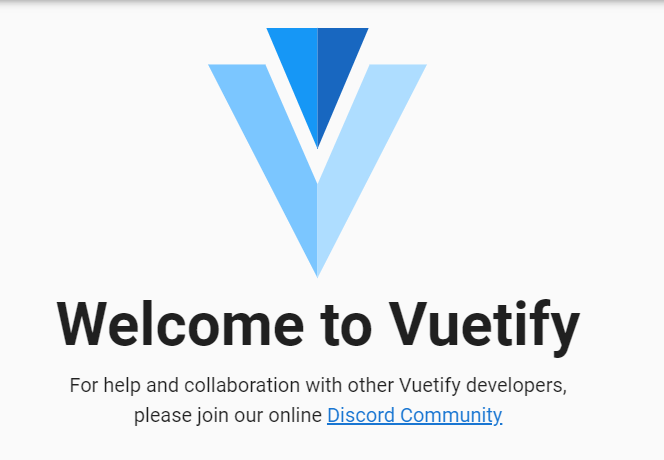 Welcome to Vuetify
For help and collaboration with other Vuetify developers,
please join our online Discord Community